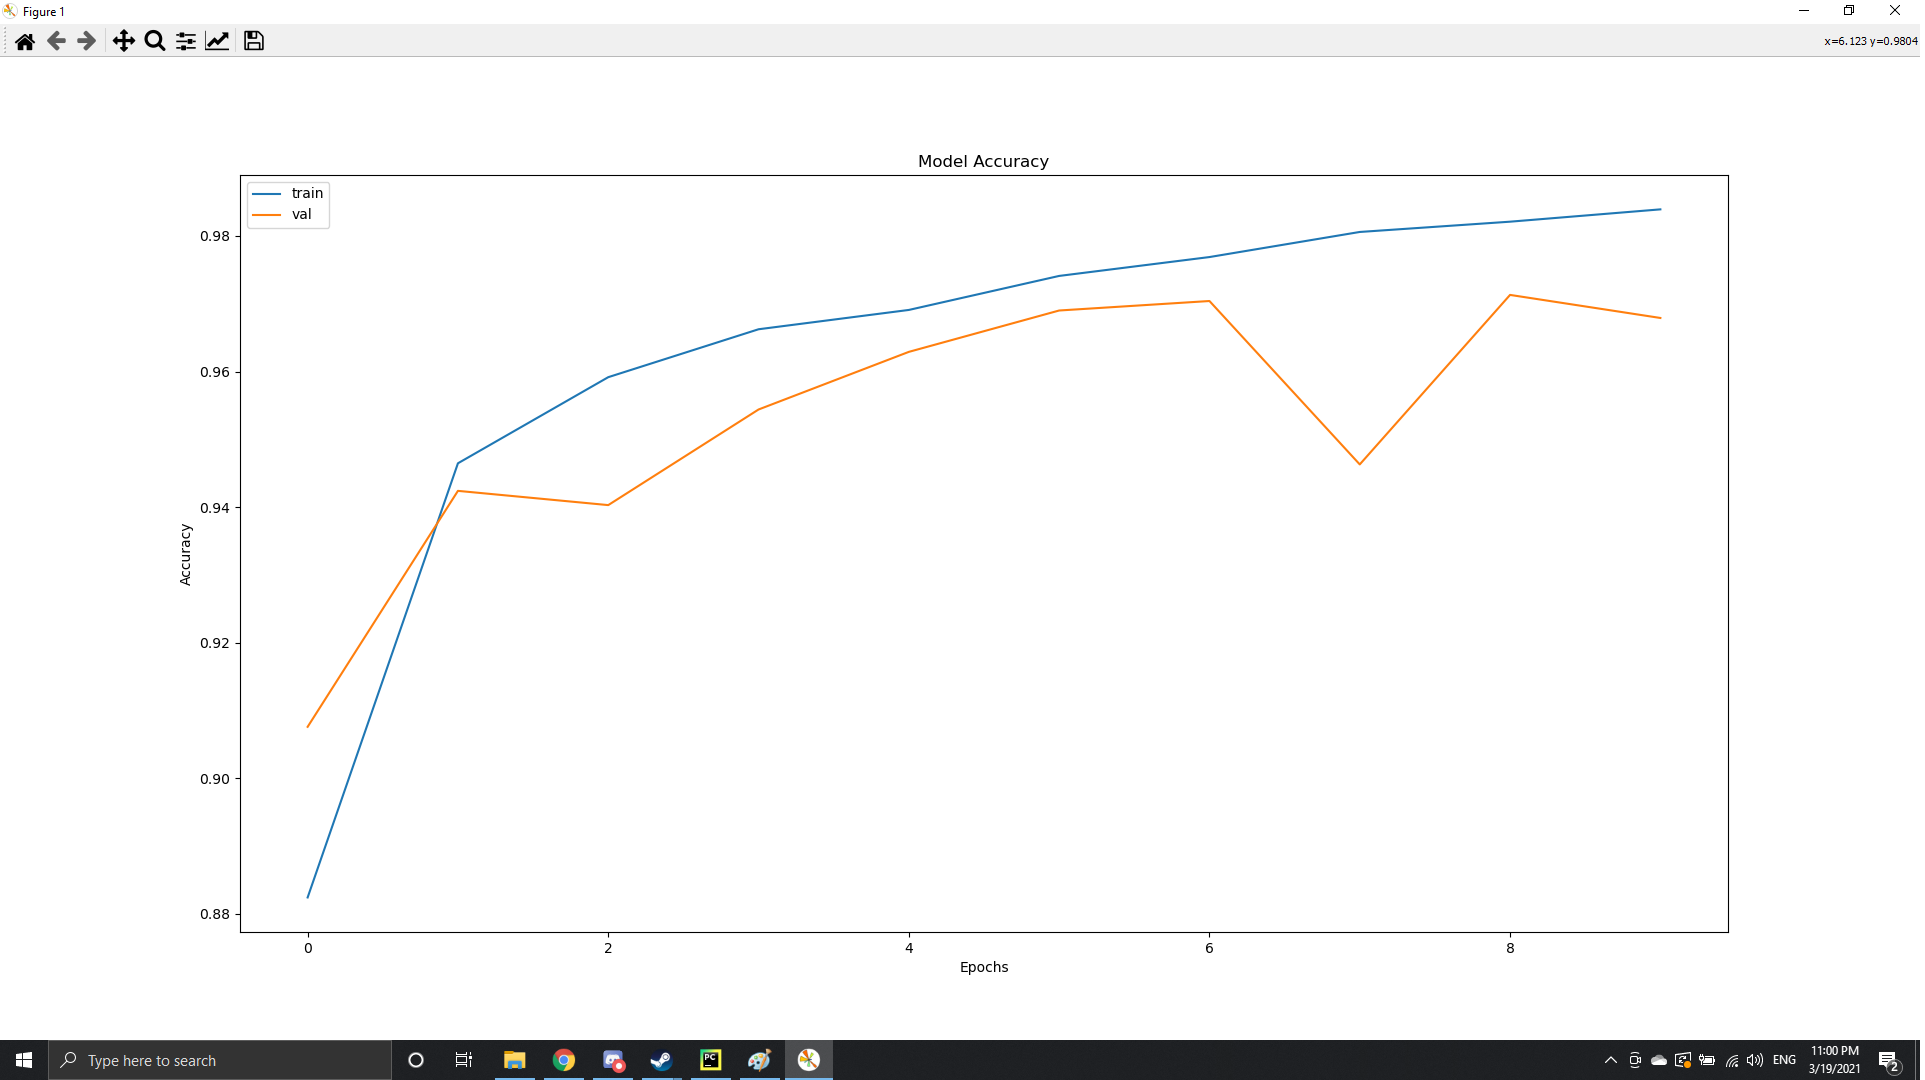 Figure 1
x=6.123 y=0.9804
Model Accuracy
train
val
0.98
0.96
0.94
0.92
0.90
0.88
Accuracy
0 2 4 6 8
Epochs
Type here to search
PC
ENG
11:00 PM
3/19/2021
2